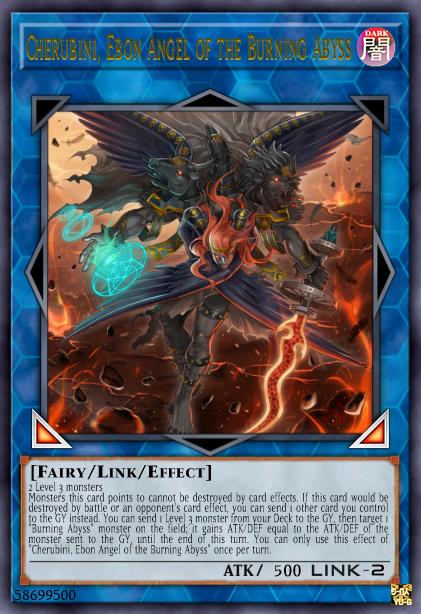 CHERUBINI, EBON ANGEL OF THE BURNING ABYSS
DARK
闇
[FAIRY/LINK/EFFECT]
2 Level 3 monsters
Monsters this card points to cannot be destroyed by card effects. If this card would be
destroyed by battle or an opponent's card effect, you can send 1 other card you control
to the GY instead. You can send 1 Level 3 monster from your Deck to the GY, then target 1
"Burning Abyss" monster on the field; it gains ATK/DEF equal to the ATK/DEF of the
monster sent to the GY, until the end of this turn. You can only use this effect of
"Cherubini, Ebon Angel of the Burning Abyss" once per turn.
ATK/ 500 LINK-2
58699500